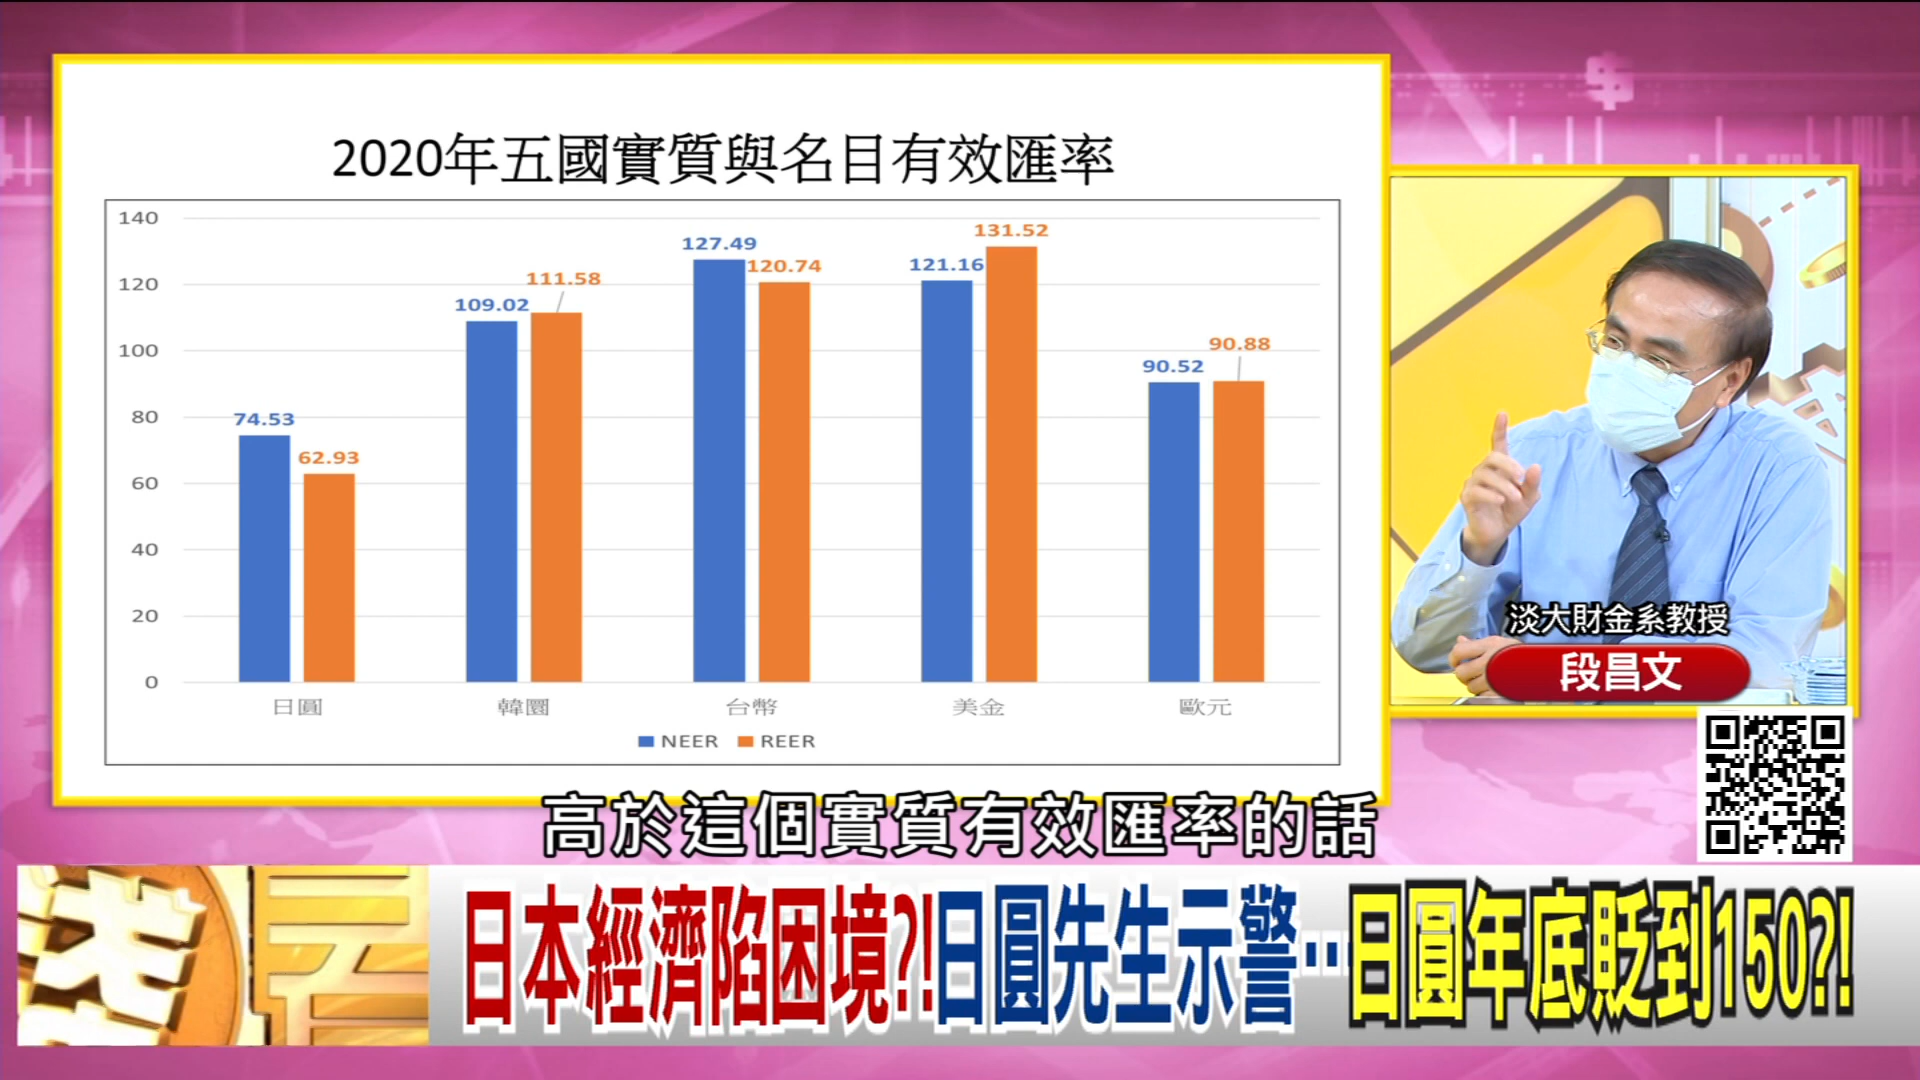 2020年五國實質與名目有效匯率
140
120
100
80
60
40
20
0
74.53
62.93
109.02
111.58
127.49
120.74
121.16
131.52
90.52
90.88
日圓
韓圜
台幣
美金
歐元
NEER
REER
淡大財金系教授
段昌文
高於這個實質有效匯率的話
日本經濟陷困境?!日圓先生示警…日圓年底貶到150?!